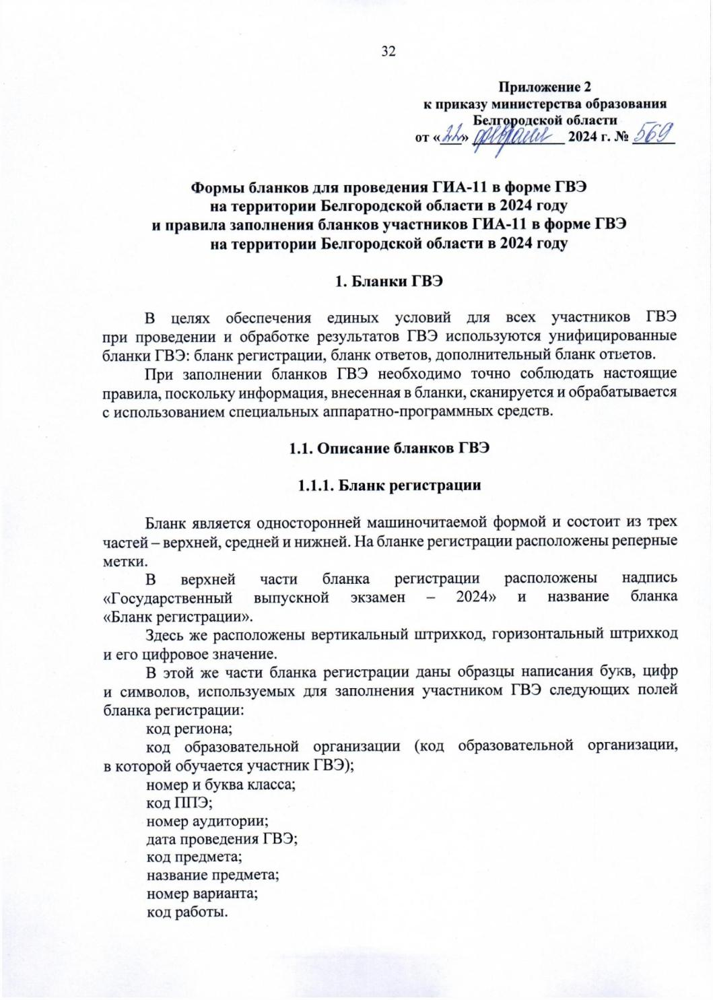 32
Приложение 2
к приказу министерства образования
Белгородской области
от «22» февраля 2024 г. № 569
Формы бланков для проведения ГИА-11 в форме ГВЭ
на территории Белгородской области в 2024 году
и правила заполнения бланков участников ГИА-11 в форме ГВЭ
на территории Белгородской области в 2024 году
1. Бланки ГВЭ
В целях обеспечения единых условий для всех участников ГВЭ
при проведении и обработке результатов ГВЭ используются унифицированные
бланки ГВЭ: бланк регистрации, бланк ответов, дополнительный бланк ответов.
При заполнении бланков ГВЭ необходимо точно соблюдать настоящие
правила, поскольку информация, внесенная в бланки, сканируется и обрабатывается
с использованием специальных аппаратно-программных средств.
1.1. Описание бланков ГВЭ
1.1.1. Бланк регистрации
Бланк является односторонней машиночитаемой формой и состоит из трех
частей – верхней, средней и нижней. На бланке регистрации расположены реперные
метки.
В верхней части бланка регистрации расположены надпись
«Государственный выпускной экзамен – 2024» и название бланка
«Бланк регистрации».
Здесь же расположены вертикальный штрихкод, горизонтальный штрихкод
и его цифровое значение.
В этой же части бланка регистрации даны образцы написания букв, цифр
и символов, используемых для заполнения участником ГВЭ следующих полей
бланка регистрации:
код региона;
код образовательной организации (код образовательной организации,
в которой обучается участник ГВЭ);
номер и буква класса;
код ППЭ;
номер аудитории;
дата проведения ГВЭ;
код предмета;
название предмета;
номер варианта;
код работы.